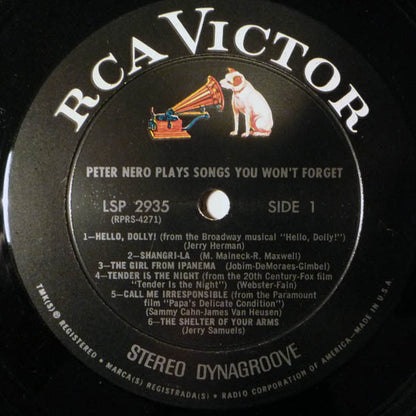 RCA VICTOR
PETER NERO PLAYS SONGS YOU WON'T FORGET
LSP 2935
(RPRS-4271)
SIDE 1
1—HELLO, DOLLY! (from the Broadway musical "Hello, Dolly!")
(Jerry Herman)
2—SHANGRI-LA (M. Malneck-R. Maxwell)
3—THE GIRL FROM IPANEMA (Jobim-DeMoraes-Gimbel)
4—TENDER IS THE NIGHT (from the 20th Century-Fox film
"Tender Is the Night") (Webster-Fain)
5—CALL ME IRRESPONSIBLE (from the Paramount
film "Papa's Delicate Condition")
(Sammy Cahn-James Van Heusen)
6—THE SHELTER OF YOUR ARMS
(Jerry Samuels)
STEREO DYNAGROOVE
TMK(S) ® REGISTERED • MARCA(S) REGISTRADA(S) • RADIO CORPORATION OF AMERICA—MADE IN U.S.A.